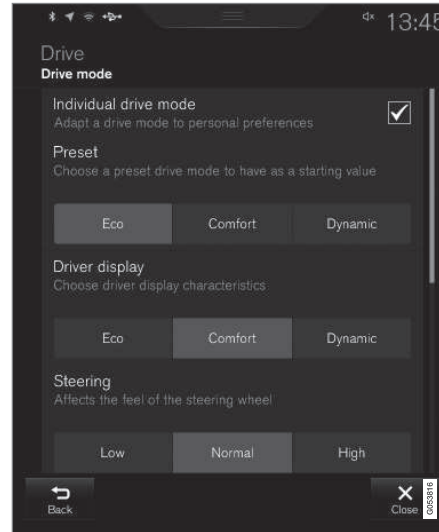 13:45
Drive
Drive mode
Individual drive mode
Adapt a drive mode to personal preferences
Preset
Choose a preset drive mode to have as a starting value
Eco Comfort Dynamic
Driver display
Choose driver display characteristics
Eco Comfort Dynamic
Steering
Affects the feel of the steering wheel
Low Normal High
Back Close
G053816